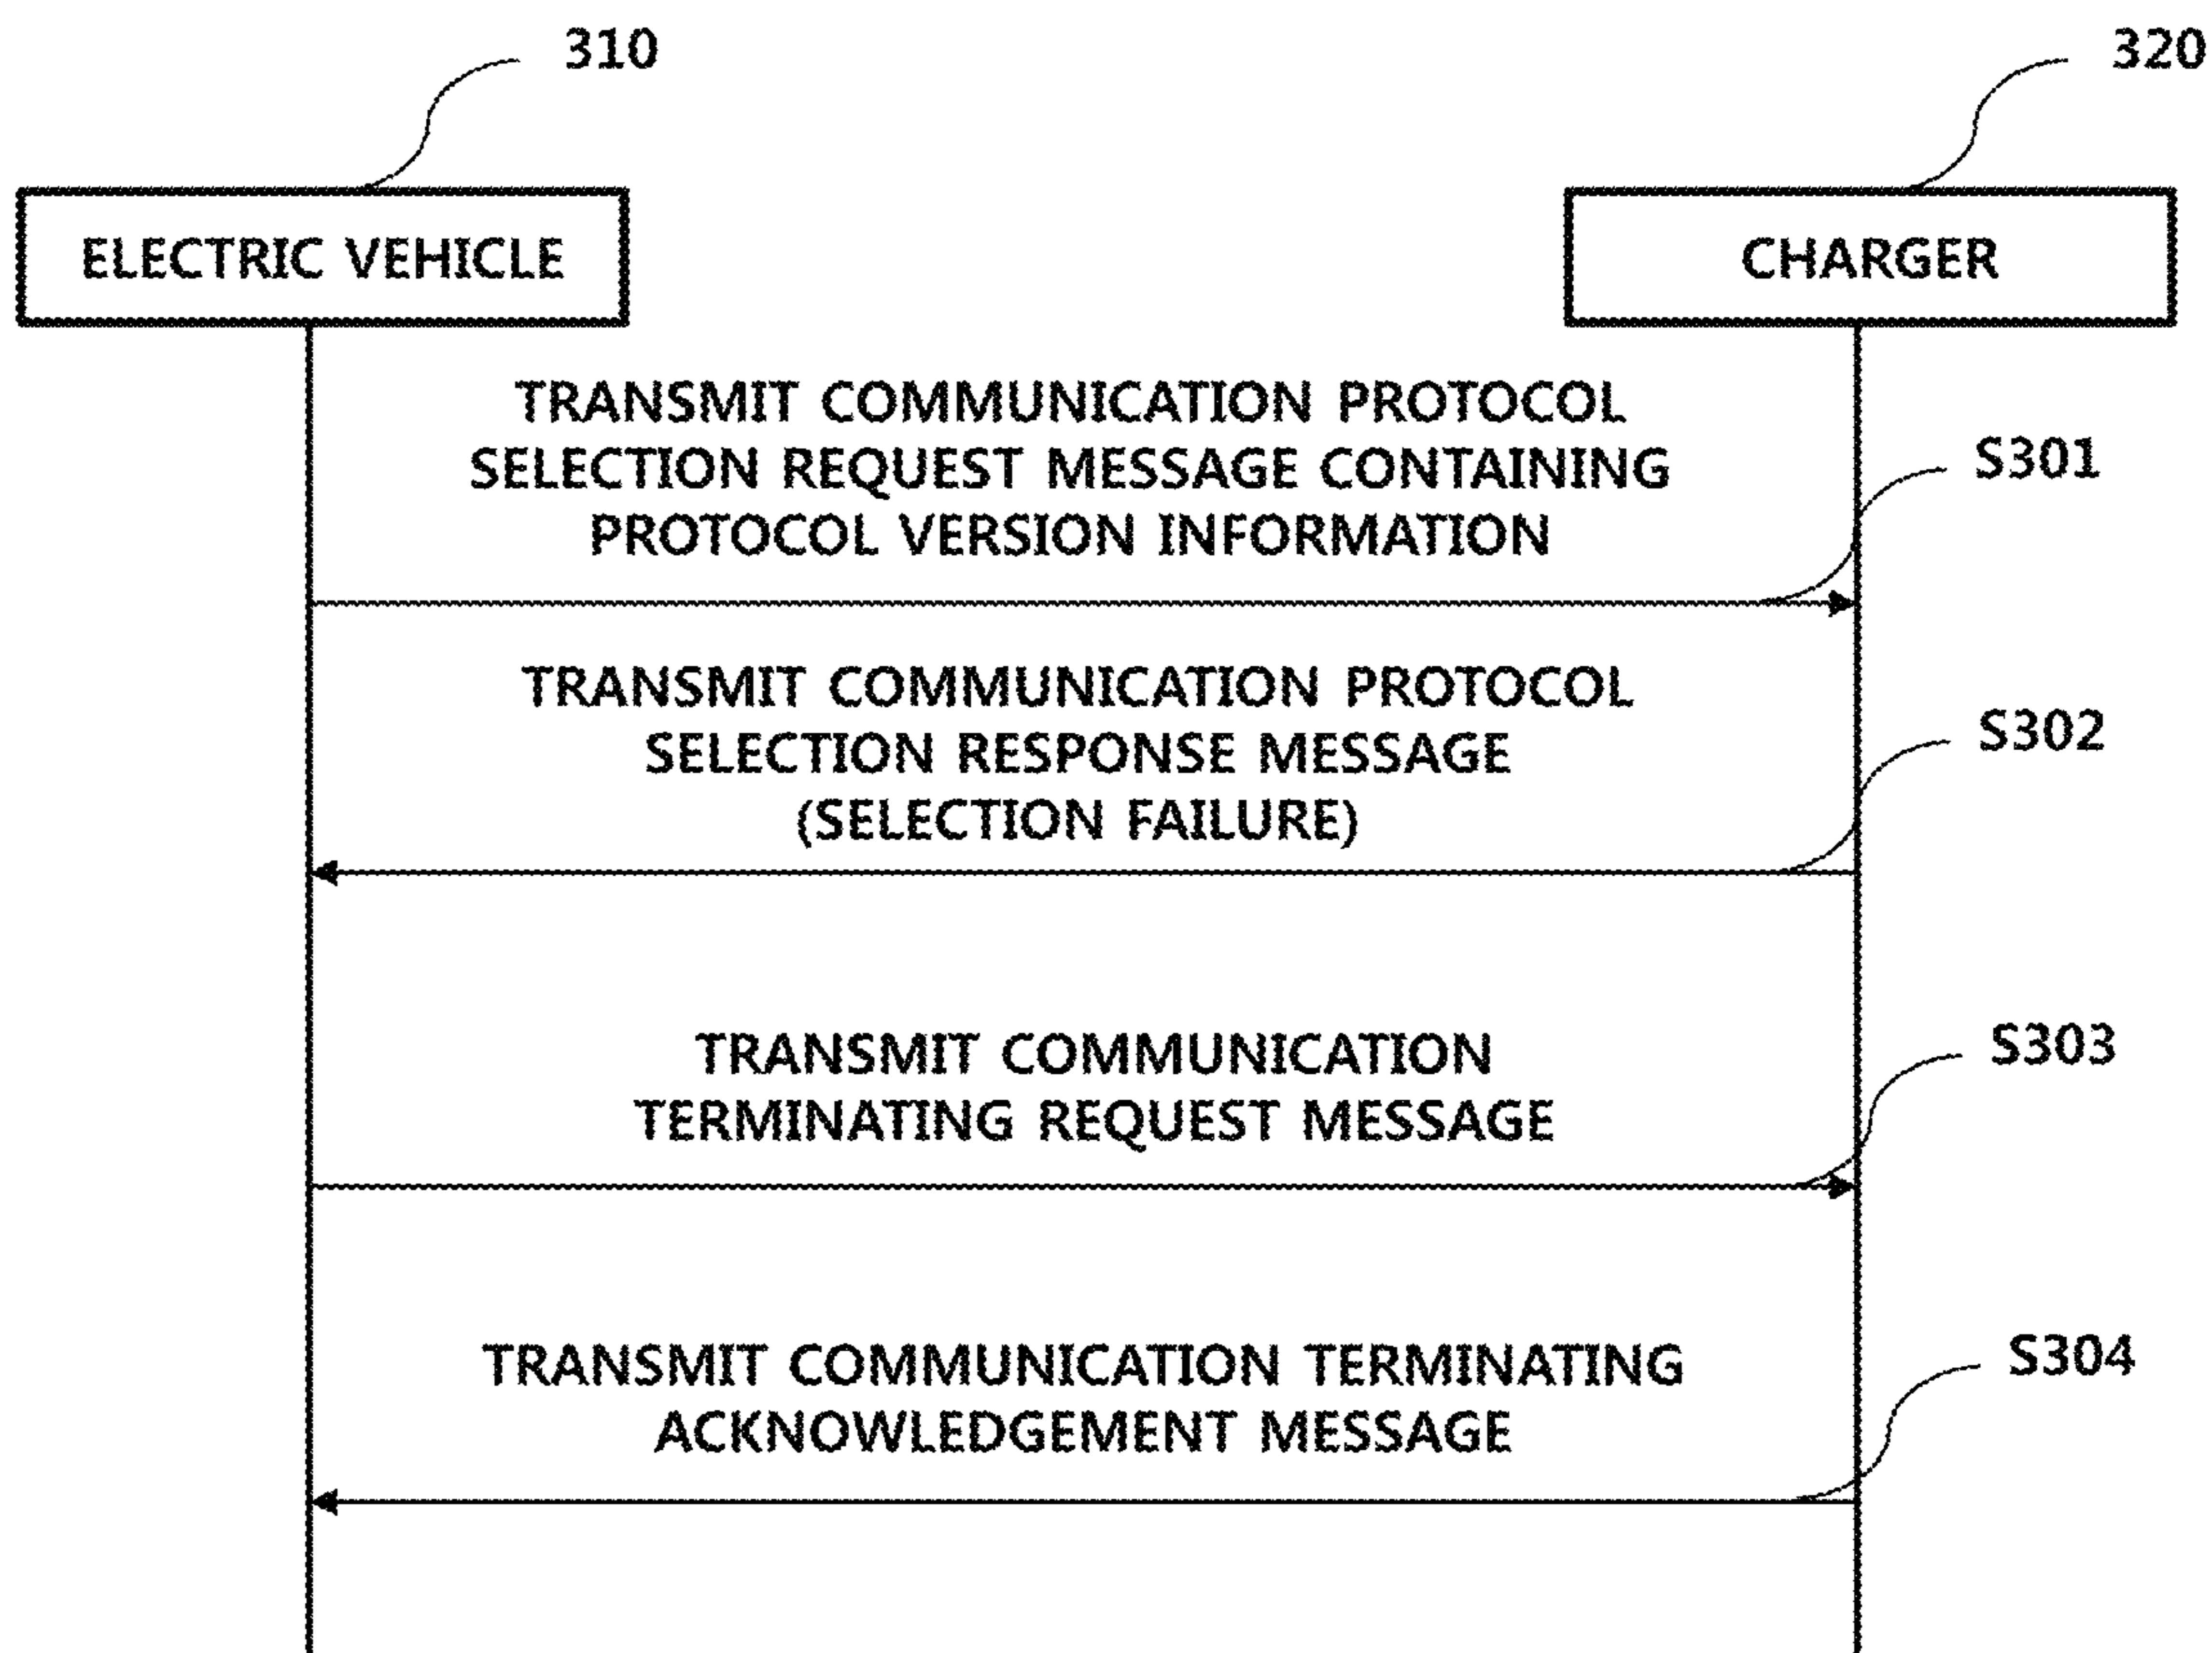 310
320
ELECTRIC VEHICLE
CHARGER
TRANSMIT COMMUNICATION PROTOCOL
SELECTION REQUEST MESSAGE CONTAINING
PROTOCOL VERSION INFORMATION
S301
TRANSMIT COMMUNICATION PROTOCOL
SELECTION RESPONSE MESSAGE
(SELECTION FAILURE)
S302
TRANSMIT COMMUNICATION
TERMINATING REQUEST MESSAGE
S303
TRANSMIT COMMUNICATION TERMINATING
ACKNOWLEDGEMENT MESSAGE
S304